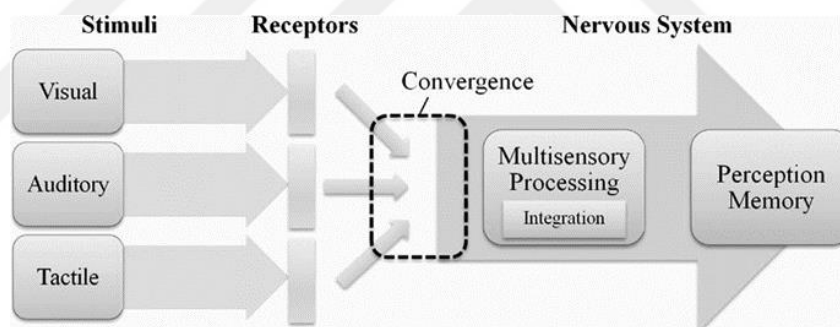 Stimuli
Receptors
Nervous System
Visual
Auditory
Tactile
Convergence
Multisensory
Processing
Integration
Perception
Memory